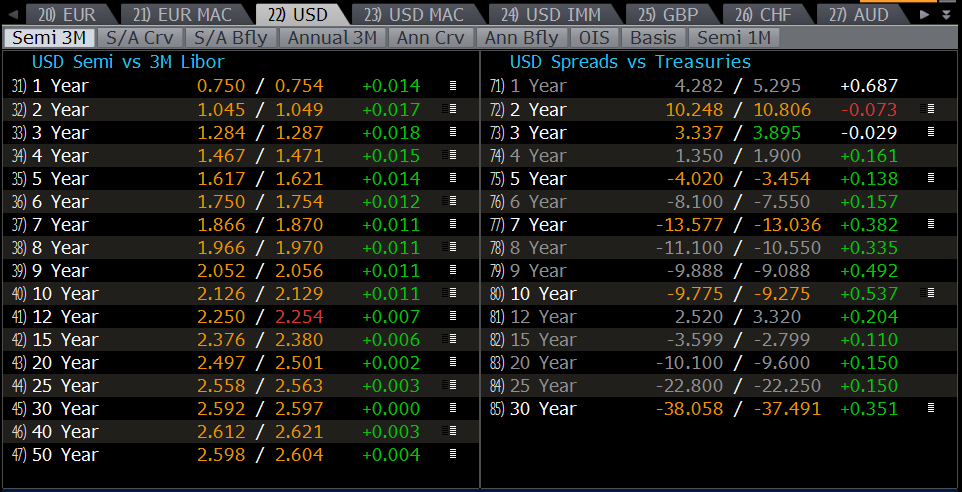 20) EUR 21) EUR MAC 22) USD 23) USD MAC 24) USD IMM 25) GBP 26) CHF 27) AUD
Semi 3M S/A Crv S/A Bfly Annual 3M Ann Crv Ann Bfly OIS Basis Semi 1M
USD Semi vs 3M Libor
31) 1 Year 0.750 / 0.754 +0.014
32) 2 Year 1.045 / 1.049 +0.017
33) 3 Year 1.284 / 1.287 +0.018
34) 4 Year 1.467 / 1.471 +0.015
35) 5 Year 1.617 / 1.621 +0.014
36) 6 Year 1.750 / 1.754 +0.012
37) 7 Year 1.866 / 1.870 +0.011
38) 8 Year 1.966 / 1.970 +0.011
39) 9 Year 2.052 / 2.056 +0.011
40) 10 Year 2.126 / 2.129 +0.011
41) 12 Year 2.250 / 2.254 +0.007
42) 15 Year 2.376 / 2.380 +0.006
43) 20 Year 2.497 / 2.501 +0.002
44) 25 Year 2.558 / 2.563 +0.003
45) 30 Year 2.592 / 2.597 +0.000
46) 40 Year 2.612 / 2.621 +0.003
47) 50 Year 2.598 / 2.604 +0.004
USD Spreads vs Treasuries
71) 1 Year 4.282 / 5.295 +0.687
72) 2 Year 10.248 / 10.806 -0.073
73) 3 Year 3.337 / 3.895 -0.029
74) 4 Year 1.350 / 1.900 +0.161
75) 5 Year -4.020 / -3.454 +0.138
76) 6 Year -8.100 / -7.550 +0.157
77) 7 Year -13.577 / -13.036 +0.382
78) 8 Year -11.100 / -10.550 +0.335
79) 9 Year -9.888 / -9.088 +0.492
80) 10 Year -9.775 / -9.275 +0.537
81) 12 Year 2.520 / 3.320 +0.204
82) 15 Year -3.599 / -2.799 +0.110
83) 20 Year -10.100 / -9.600 +0.150
84) 25 Year -22.800 / -22.250 +0.150
85) 30 Year -38.058 / -37.491 +0.351